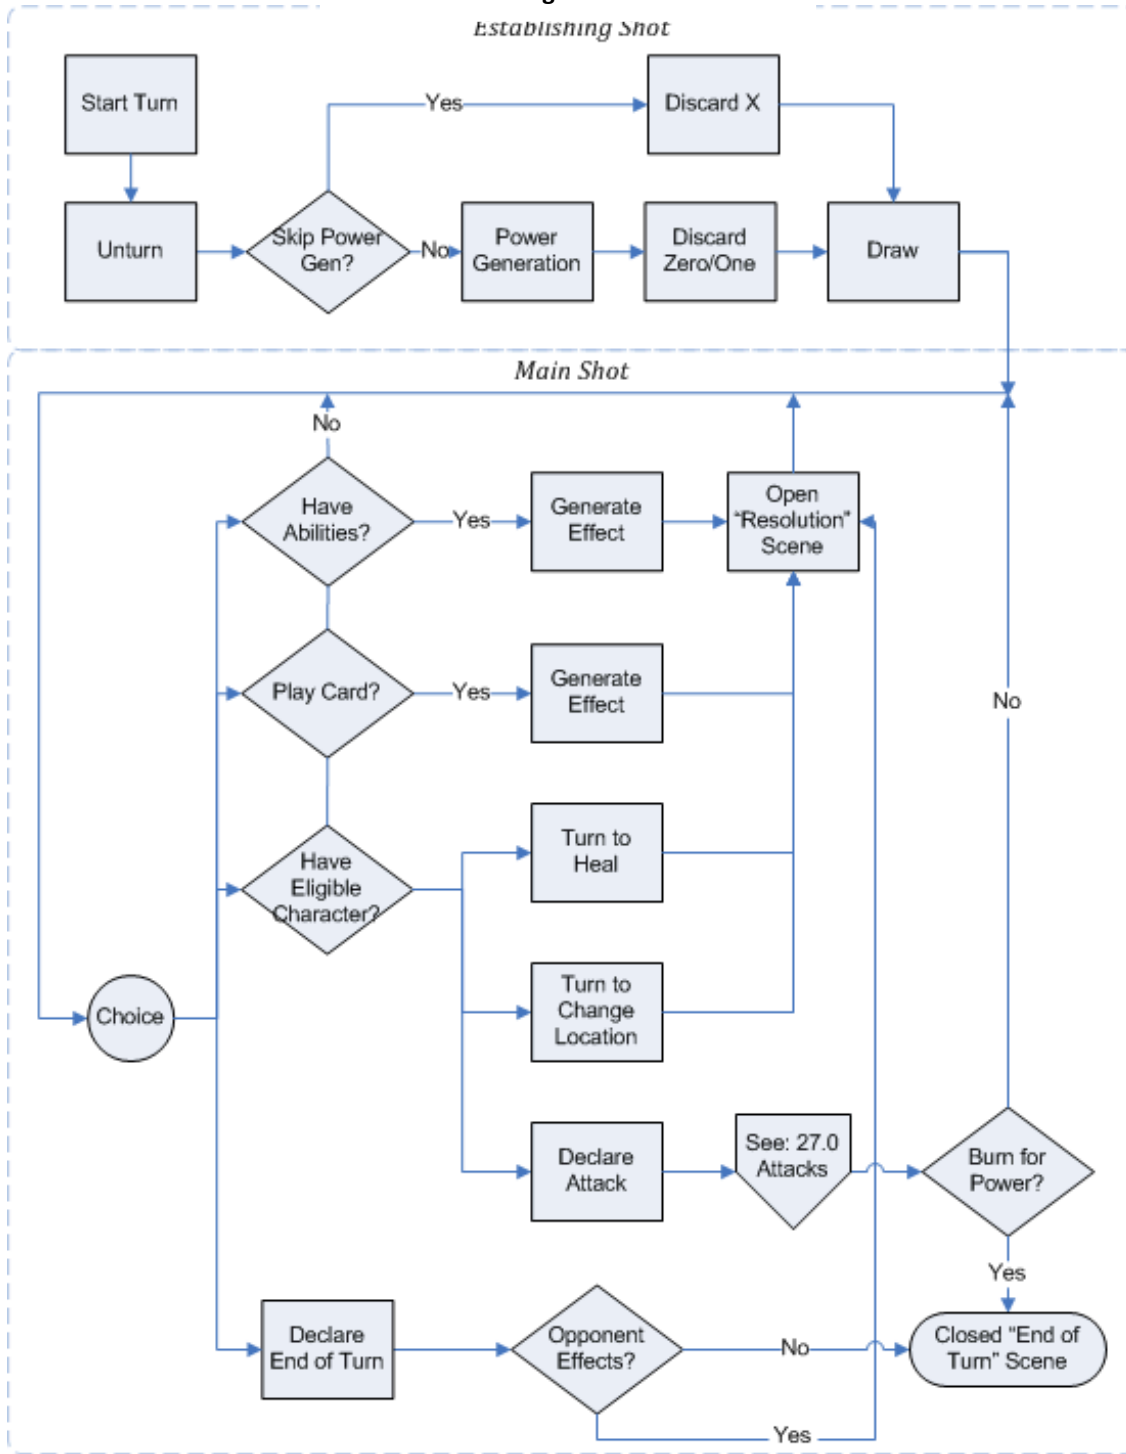 Establishing Shot
Start Turn
Yes
Discard X
Unturn
Skip Power
Gen?
No
Power
Generation
Discard
Zero/One
Draw
Main Shot
No
Have
Abilities?
Yes
Generate
Effect
Open
“Resolution”
Scene
Play Card?
Yes
Generate
Effect
No
Have
Eligible
Character?
Turn to
Heal
Choice
Turn to
Change
Location
Declare
Attack
See: 27.0
Attacks
Burn for
Power?
Yes
Declare
End of Turn
Opponent
Effects?
No
Closed “End of
Turn” Scene
Yes